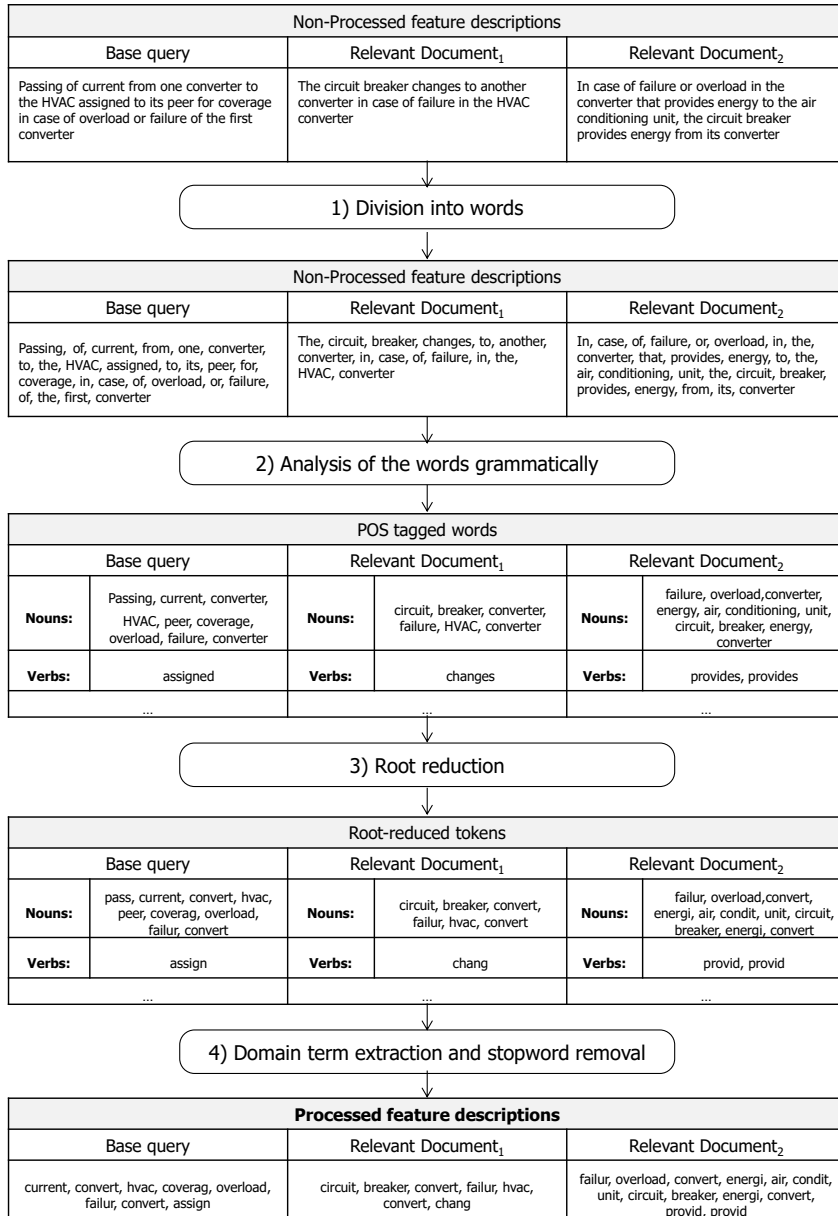 Non-Processed feature descriptions
Base query
Relevant Document1
Relevant Document2
Passing of current from one converter to
the HVAC assigned to its peer for coverage
in case of overload or failure of the first
converter
The circuit breaker changes to another
converter in case of failure in the HVAC
converter
In case of failure or overload in the
converter that provides energy to the air
conditioning unit, the circuit breaker
provides energy from its converter
1) Division into words
Non-Processed feature descriptions
Base query
Relevant Document1
Relevant Document2
Passing, of, current, from, one, converter,
to, the, HVAC, assigned, to, its, peer, for,
coverage, in, case, of, overload, or, failure,
of, the, first, converter
The, circuit, breaker, changes, to, another,
converter, in, case, of, failure, in, the,
HVAC, converter
In, case, of, failure, or, overload, in, the,
converter, that, provides, energy, to, the,
air, conditioning, unit, the, circuit, breaker,
provides, energy, from, its, converter
2) Analysis of the words grammatically
POS tagged words
Base query
Relevant Document1
Relevant Document2
Nouns:
Passing, current, converter,
HVAC, peer, coverage,
overload, failure, converter
Nouns:
circuit, breaker, converter,
failure, HVAC, converter
Nouns:
failure, overload,converter,
energy, air, conditioning, unit,
circuit, breaker, energy,
converter
Verbs:
assigned
Verbs:
changes
Verbs:
provides, provides
...
...
...
3) Root reduction
Root-reduced tokens
Base query
Relevant Document1
Relevant Document2
Nouns:
pass, current, convert, hvac,
peer, coverag, overload,
failur, convert
Nouns:
circuit, breaker, convert,
failur, hvac, convert
Nouns:
failur, overload,convert,
energi, air, condit, unit, circuit,
breaker, energi, convert
Verbs:
assign
Verbs:
chang
Verbs:
provid, provid
...
...
...
4) Domain term extraction and stopword removal
Processed feature descriptions
Base query
Relevant Document1
Relevant Document2
current, convert, hvac, coverag, overload,
failur, convert, assign
circuit, breaker, convert, failur, hvac,
convert, chang
failur, overload, convert, energi, air, condit,
unit, circuit, breaker, energi, convert,
provid, provid